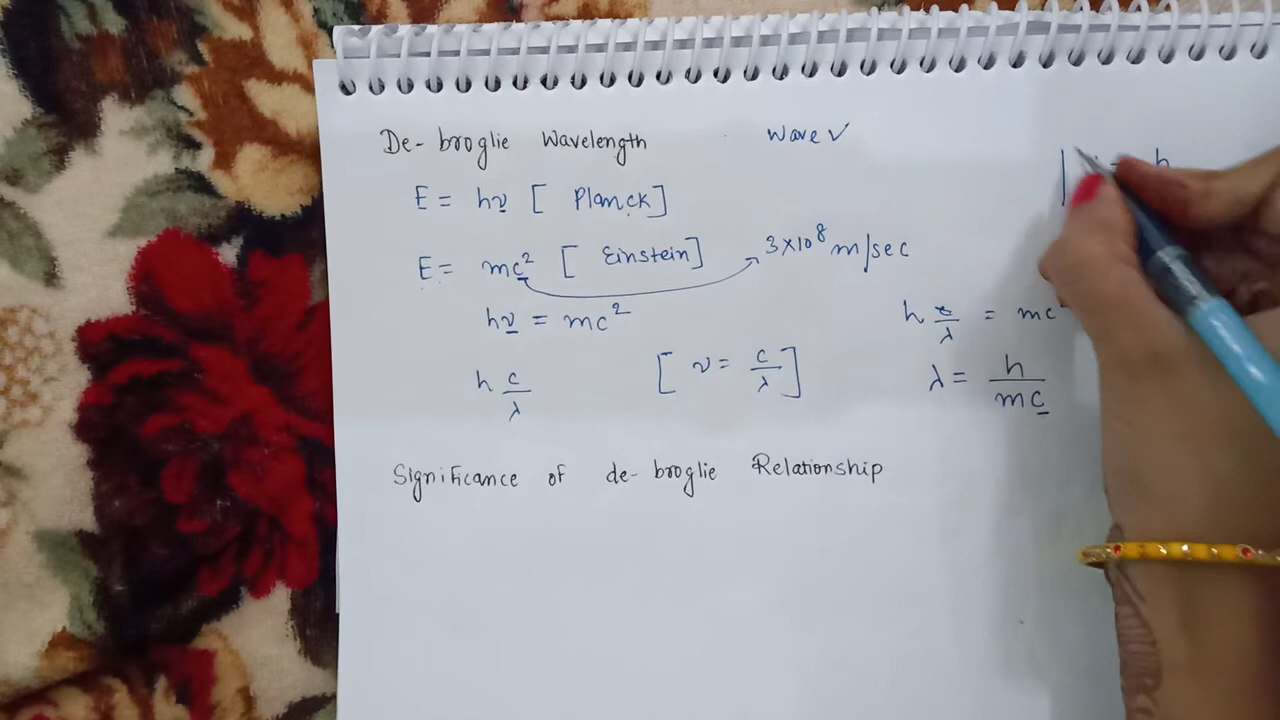 De-broglie Wavelength
Wave ✓
E = hν [ Planck ]
E = mc² [ Einstein ] 3×10⁸ m/sec
hν = mc²
h c/λ
[ ν = c/λ ]
h c/λ = mc²
λ = h/mc
h
Significance of de-broglie Relationship